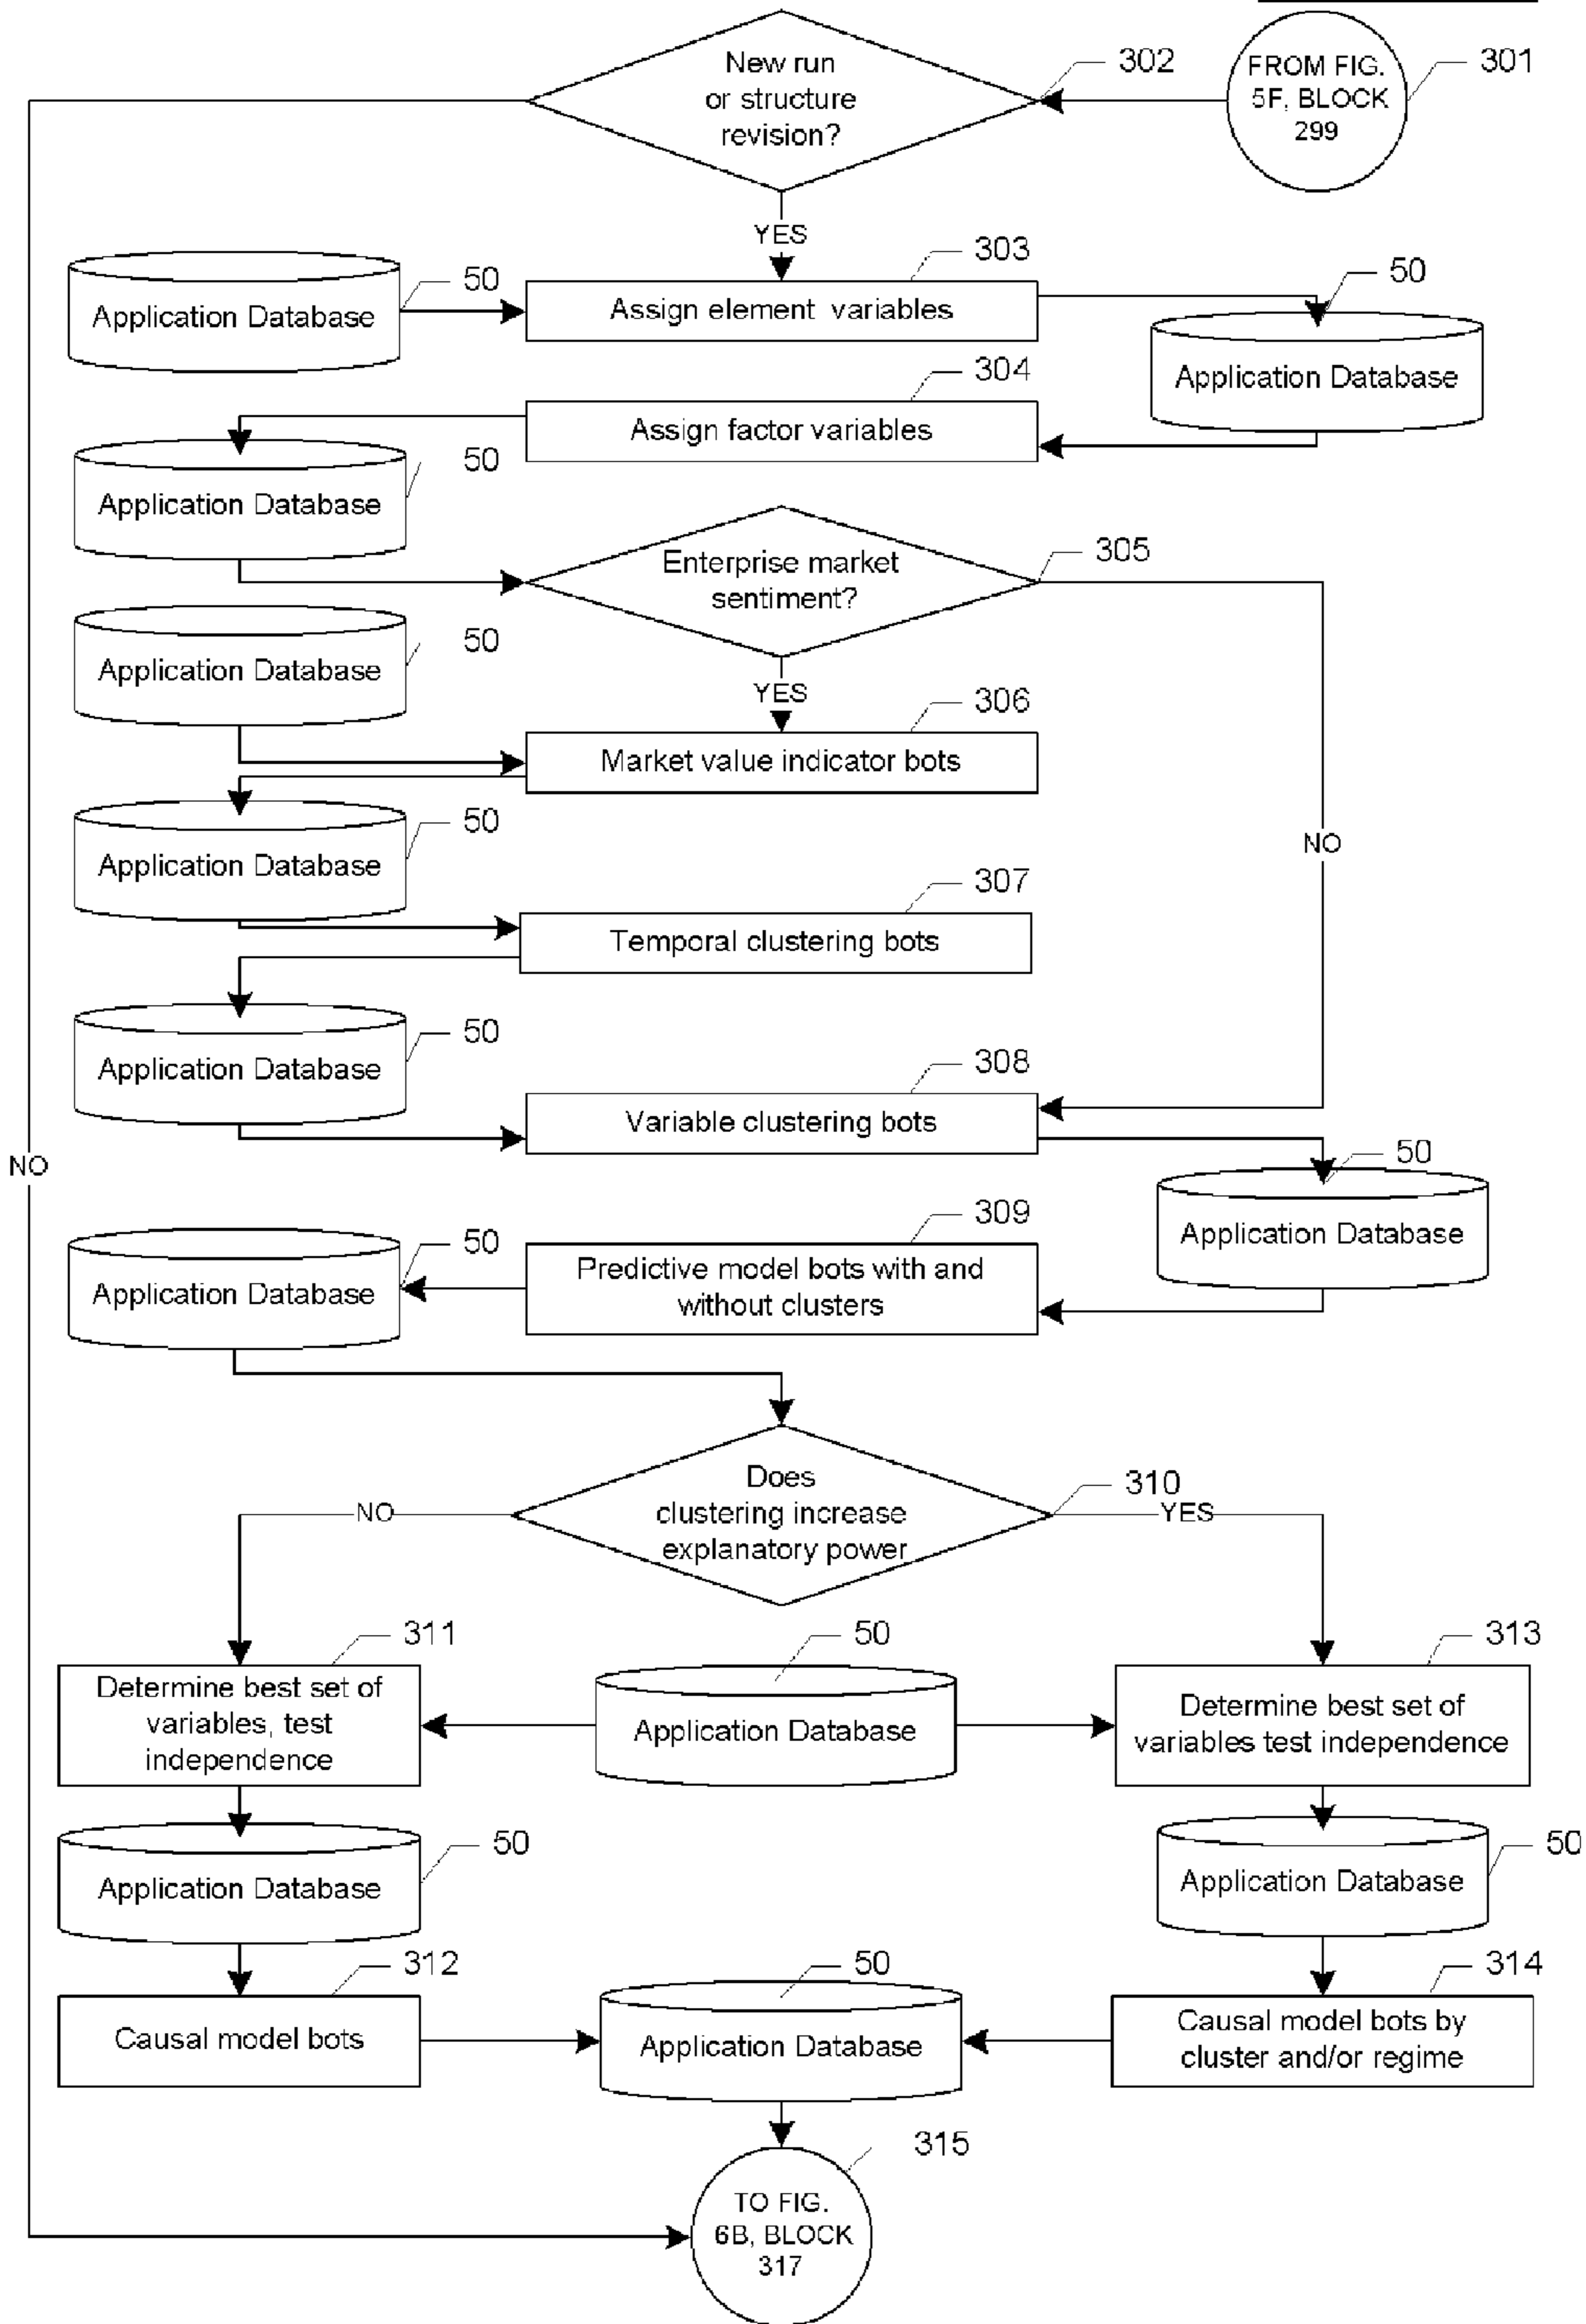 New run
or structure
revision?
302
FROM FIG.
5F, BLOCK
299
301
YES
303
50
Application Database
Assign element variables
50
Application Database
304
Assign factor variables
50
Application Database
Enterprise market
sentiment?
305
50
Application Database
YES
306
Market value indicator bots
50
Application Database
NO
307
Temporal clustering bots
50
Application Database
308
Variable clustering bots
NO
50
Application Database
309
50
Application Database
Predictive model bots with and
without clusters
Does
clustering increase
explanatory power
310
NO
YES
311
Determine best set of
variables, test
independence
50
Application Database
313
Determine best set of
variables test independence
50
Application Database
50
Application Database
312
Causal model bots
50
Application Database
314
Causal model bots by
cluster and/or regime
315
TO FIG.
6B, BLOCK
317